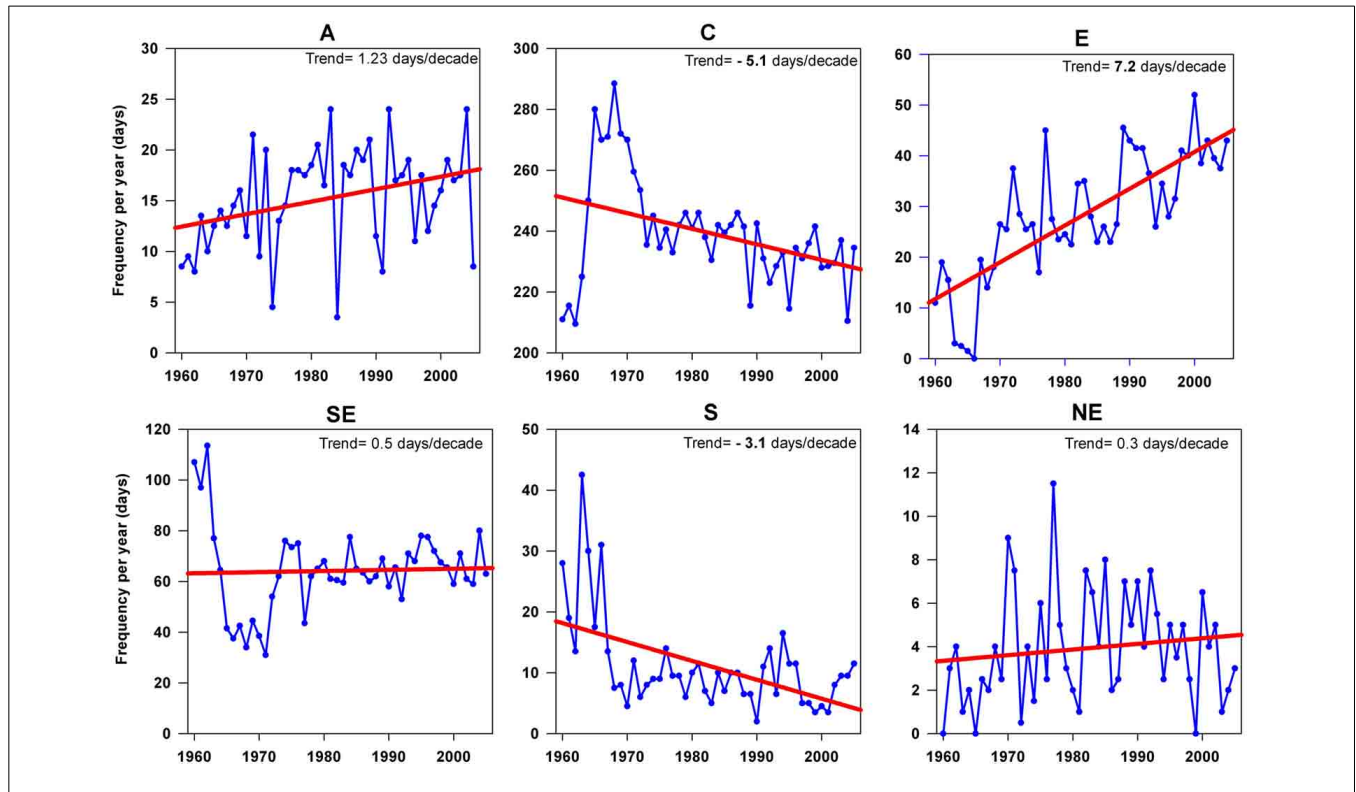 A
Trend= 1.23 days/decade
Frequency per year (days)
30
25
20
15
10
5
0
1960 1970 1980 1990 2000
C
Trend= - 5.1 days/decade
300
280
260
240
220
200
1960 1970 1980 1990 2000
E
Trend= 7.2 days/decade
60
50
40
30
20
10
0
1960 1970 1980 1990 2000
SE
Trend= 0.5 days/decade
Frequency per year (days)
120
100
80
60
40
20
0
1960 1970 1980 1990 2000
S
Trend= - 3.1 days/decade
50
40
30
20
10
0
1960 1970 1980 1990 2000
NE
Trend= 0.3 days/decade
14
12
10
8
6
4
2
0
1960 1970 1980 1990 2000